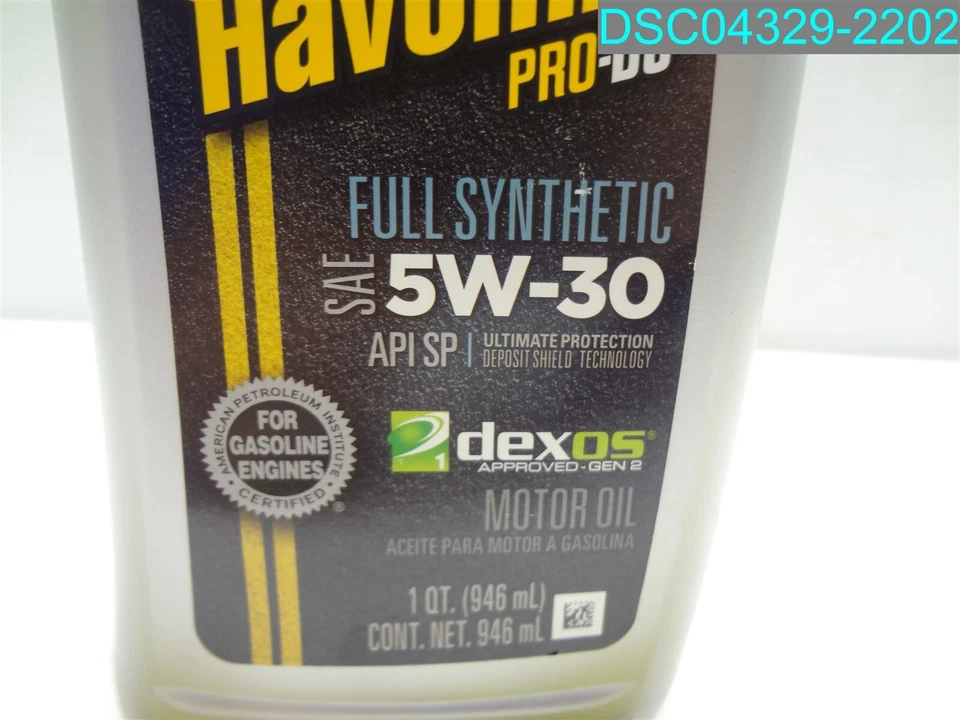 DSC04329-2202
PRO-DS
FULL SYNTHETIC
SAE 5W-30
API SP | ULTIMATE PROTECTION
DEPOSIT SHIELD TECHNOLOGY
AMERICAN PETROLEUM INSTITUTE
FOR
GASOLINE
ENGINES
CERTIFIED
®
1
dexos®
APPROVED-GEN 2
MOTOR OIL
ACEITE PARA MOTOR A GASOLINA
1 QT. (946 mL)
CONT. NET. 946 mL